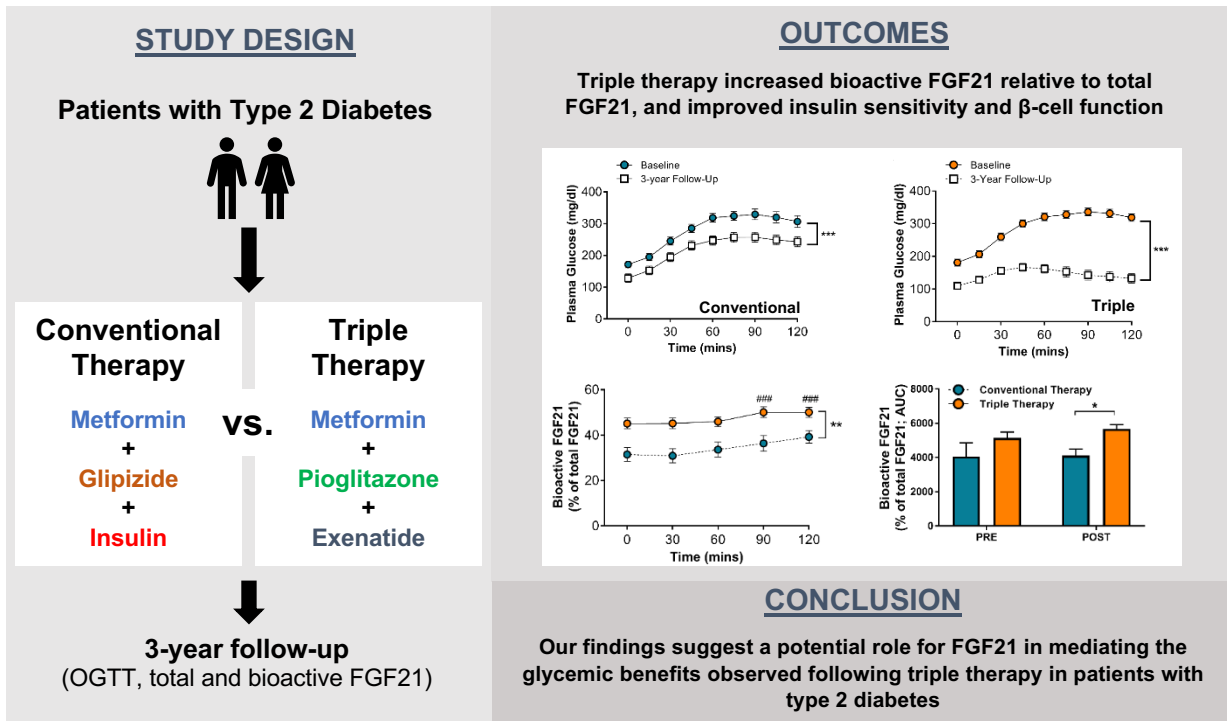 STUDY DESIGN
Patients with Type 2 Diabetes
Conventional
Therapy
Metformin
+
Glipizide
+
Insulin
vs.
Triple
Therapy
Metformin
+
Pioglitazone
+
Exenatide
3-year follow-up
(OGTT, total and bioactive FGF21)
OUTCOMES
Triple therapy increased bioactive FGF21 relative to total
FGF21, and improved insulin sensitivity and β-cell function
Baseline
3-year Follow-Up
Plasma Glucose (mg/dl)
400
300
200
100
0
***
Conventional
0 30 60 90 120
Time (mins)
Baseline
3-Year Follow-Up
Plasma Glucose (mg/dl)
400
300
200
100
0
***
Triple
0 30 60 90 120
Time (mins)
Bioactive FGF21
(% of total FGF21)
60
40
20
0
### ###
**
0 30 60 90 120
Time (mins)
Conventional Therapy
Triple Therapy
Bioactive FGF21
(% of total FGF21; AUC)
8000
6000
4000
2000
0
*
PRE POST
CONCLUSION
Our findings suggest a potential role for FGF21 in mediating the
glycemic benefits observed following triple therapy in patients with
type 2 diabetes